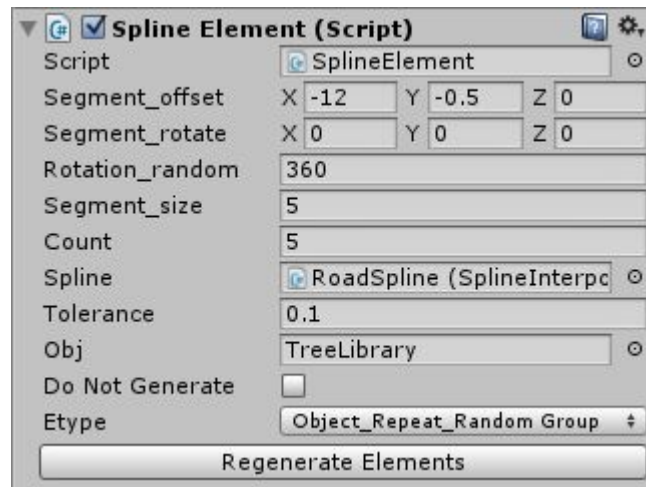 Spline Element (Script)
Script SplineElement
Segment_offset X -12 Y -0.5 Z 0
Segment_rotate X 0 Y 0 Z 0
Rotation_random 360
Segment_size 5
Count 5
Spline RoadSpline (SplineInterpc
Tolerance 0.1
Obj TreeLibrary
Do Not Generate
Etype Object_Repeat_Random Group
Regenerate Elements